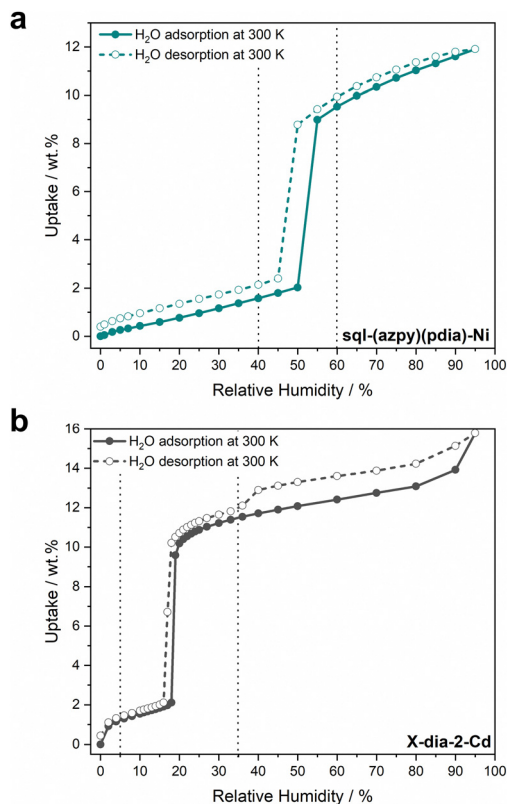 a
H₂O adsorption at 300 K
H₂O desorption at 300 K
12
10
8
6
4
2
0
Uptake / wt.%
sql-(azpy)(pdia)-Ni
0 10 20 30 40 50 60 70 80 90 100
Relative Humidity / %
b
H₂O adsorption at 300 K
H₂O desorption at 300 K
16
14
12
10
8
6
4
2
0
Uptake / wt.%
X-dia-2-Cd
0 10 20 30 40 50 60 70 80 90 100
Relative Humidity / %